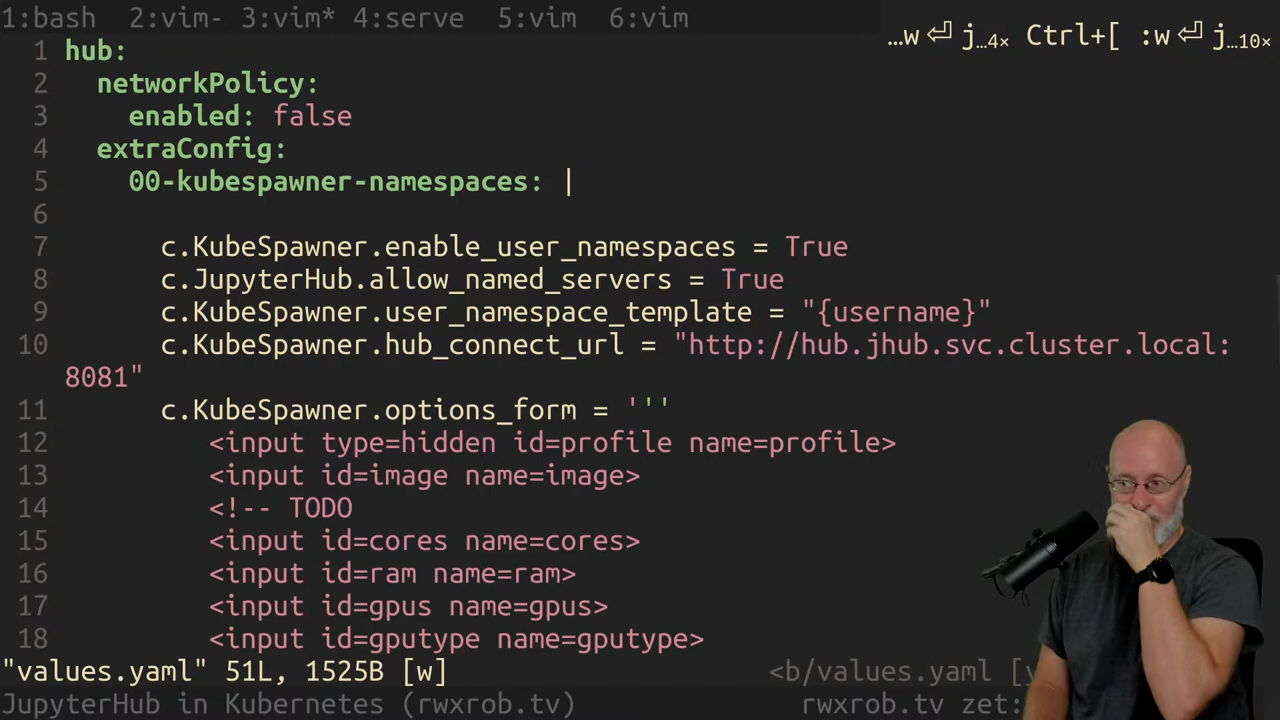 1:bash 2:vim- 3:vim* 4:serve 5:vim 6:vim
…w⏎ j…4× Ctrl+[ :w⏎ j…10×
1 hub:
2 networkPolicy:
3 enabled: false
4 extraConfig:
5 00-kubespawner-namespaces: |
6
7 c.KubeSpawner.enable_user_namespaces = True
8 c.JupyterHub.allow_named_servers = True
9 c.KubeSpawner.user_namespace_template = "{username}"
10 c.KubeSpawner.hub_connect_url = "http://hub.jhub.svc.cluster.local:
8081"
11 c.KubeSpawner.options_form = '''
12 <input type=hidden id=profile name=profile>
13 <input id=image name=image>
14 <!-- TODO
15 <input id=cores name=cores>
16 <input id=ram name=ram>
17 <input id=gpus name=gpus>
18 <input id=gputype name=gputype>
"values.yaml" 51L, 1525B [w] <b/values.yaml [y
JupyterHub in Kubernetes (rwxrob.tv) rwxrob.tv zet: